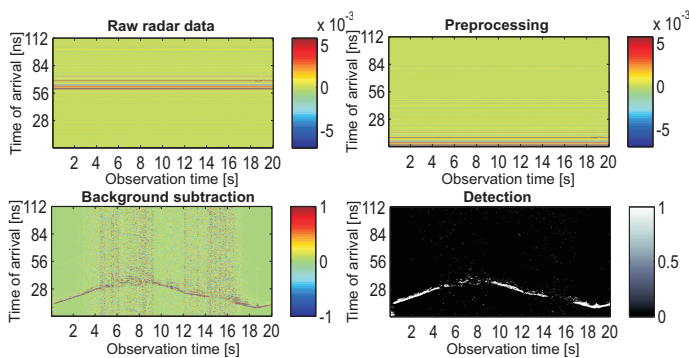 Raw radar data
x 10-3
Time of arrival [ns]
112
84
56
28
5
0
-5
2 4 6 8 10 12 14 16 18 20
Observation time [s]
Preprocessing
x 10-3
Time of arrival [ns]
112
84
56
28
5
0
-5
2 4 6 8 10 12 14 16 18 20
Observation time [s]
Background subtraction
Time of arrival [ns]
112
84
56
28
1
0
-1
2 4 6 8 10 12 14 16 18 20
Observation time [s]
Detection
Time of arrival [ns]
112
84
56
28
1
0.5
0
2 4 6 8 10 12 14 16 18 20
Observation time [s]